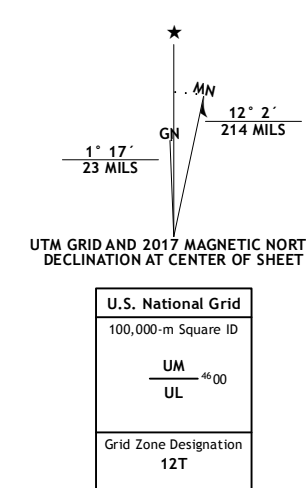 ★
MN
GN
12° 2´
214 MILS
1° 17´
23 MILS
UTM GRID AND 2017 MAGNETIC NORT
DECLINATION AT CENTER OF SHEET
U.S. National Grid
100,000-m Square ID
UM
4600
UL
Grid Zone Designation
12T